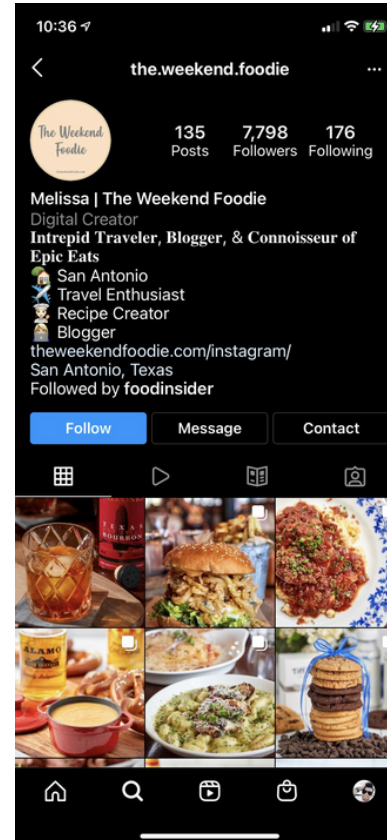 10:36
the.weekend.foodie
The Weekend
Foodie
135
7,798
176
Posts
Followers
Following
Melissa | The Weekend Foodie
Digital Creator
Intrepid Traveler, Blogger, & Connoisseur of
Epic Eats
San Antonio
Travel Enthusiast
Recipe Creator
Blogger
theweekendfoodie.com/instagram/
San Antonio, Texas
Followed by foodinsider
Follow
Message
Contact
TEXAS
BOURBON
ALAMO